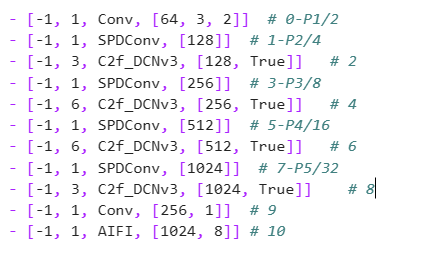 - [-1, 1, Conv, [64, 3, 2]]  # 0-P1/2
- [-1, 1, SPDConv, [128]]  # 1-P2/4
- [-1, 3, C2f_DCNv3, [128, True]]   # 2
- [-1, 1, SPDConv, [256]]  # 3-P3/8
- [-1, 6, C2f_DCNv3, [256, True]]   # 4
- [-1, 1, SPDConv, [512]]  # 5-P4/16
- [-1, 6, C2f_DCNv3, [512, True]]   # 6
- [-1, 1, SPDConv, [1024]]  # 7-P5/32
- [-1, 3, C2f_DCNv3, [1024, True]]    # 8
- [-1, 1, Conv, [256, 1]]  # 9
- [-1, 1, AIFI, [1024, 8]] # 10